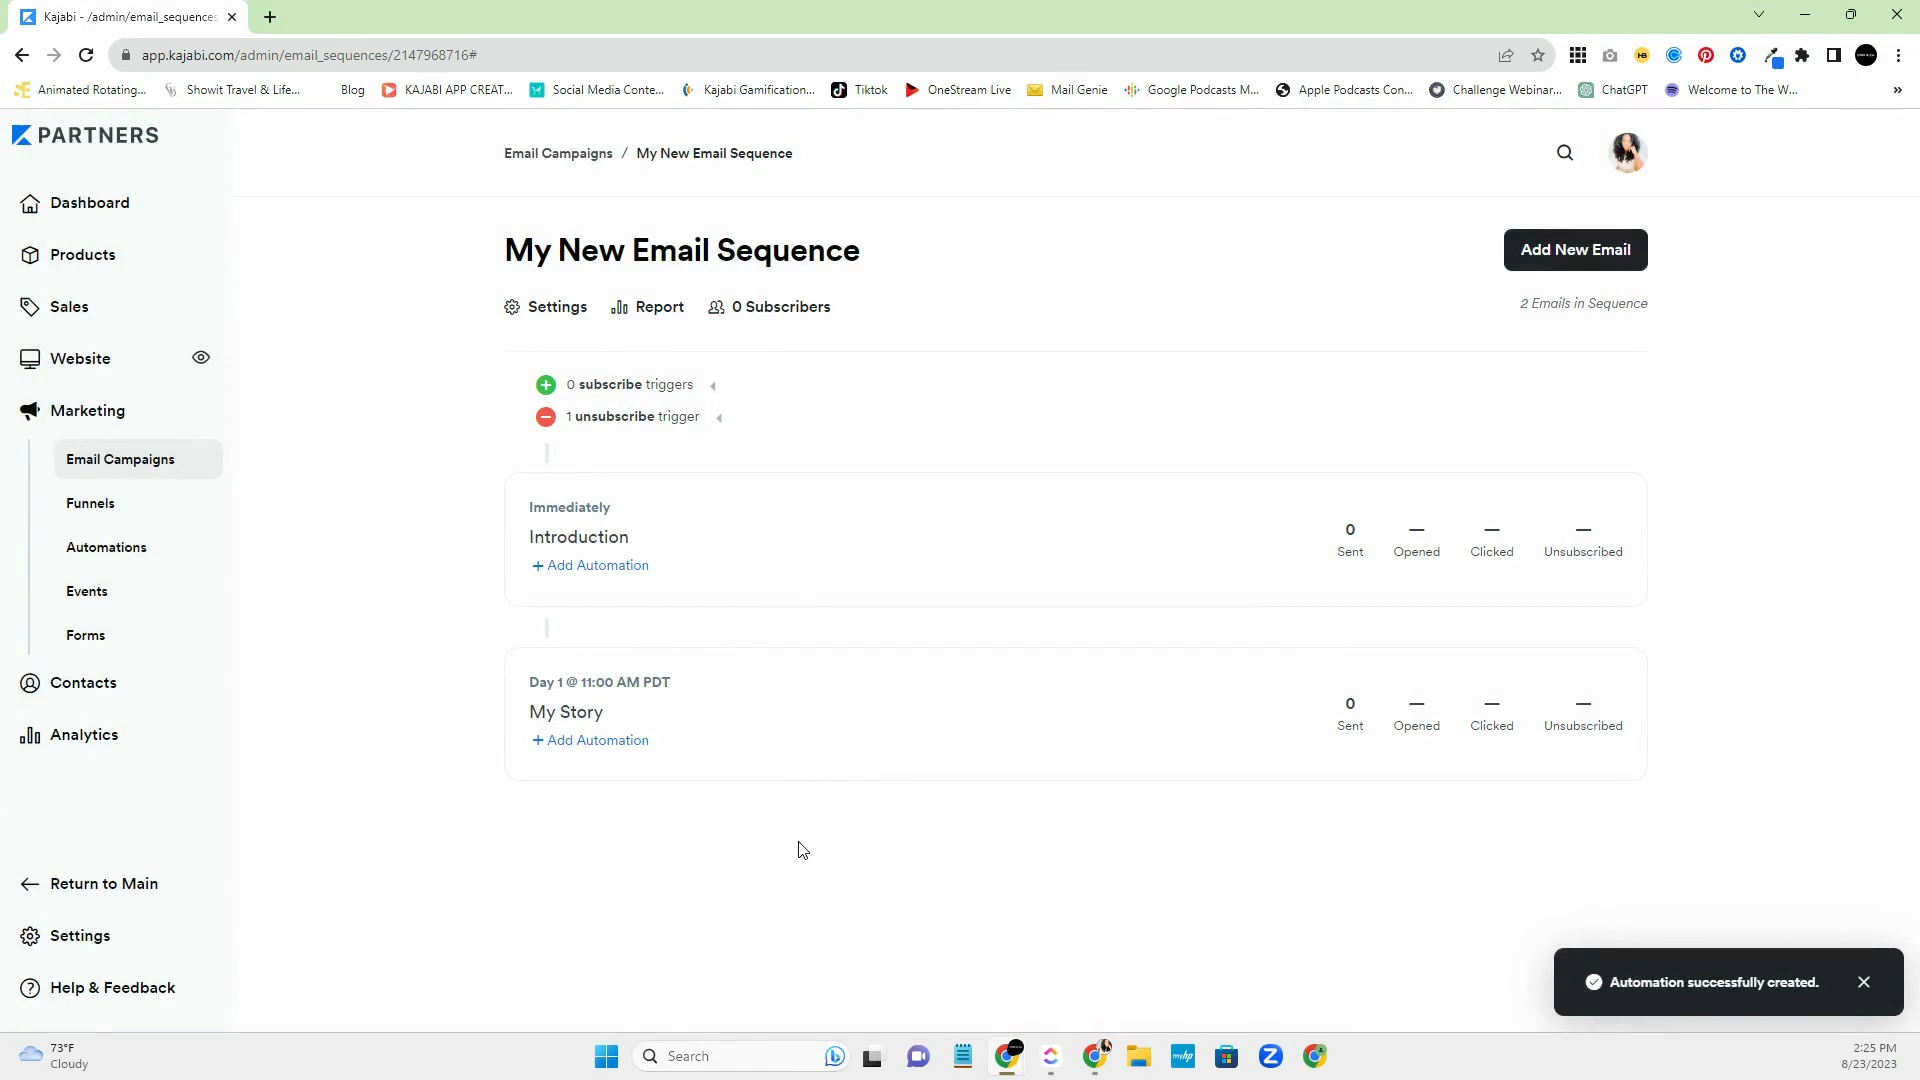 Kajabi - /admin/email_sequences
app.kajabi.com/admin/email_sequences/2147968716#
Animated Rotating...
Showit Travel & Life...
Blog
KAJABI APP CREAT...
Social Media Conte...
Kajabi Gamification...
Tiktok
OneStream Live
Mail Genie
Google Podcasts M...
Apple Podcasts Con...
Challenge Webinar...
ChatGPT
Welcome to The W...
»
PARTNERS
Email Campaigns / My New Email Sequence
Dashboard
Products
Sales
Website
Marketing
Email Campaigns
Funnels
Automations
Events
Forms
Contacts
Analytics
Return to Main
Settings
Help & Feedback
My New Email Sequence
Add New Email
Settings
Report
0 Subscribers
2 Emails in Sequence
0 subscribe triggers
1 unsubscribe trigger
Immediately
Introduction
+ Add Automation
0 — — —
Sent Opened Clicked Unsubscribed
Day 1 @ 11:00 AM PDT
My Story
+ Add Automation
0 — — —
Sent Opened Clicked Unsubscribed
Automation successfully created.
73°F
Cloudy
Search
myhp
2:25 PM
8/23/2023